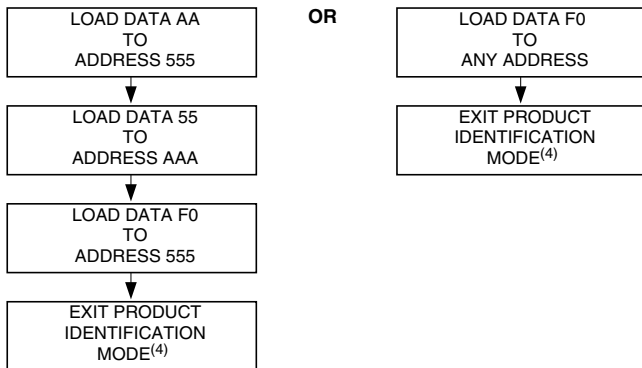 LOAD DATA AA
TO
ADDRESS 555
LOAD DATA 55
TO
ADDRESS AAA
LOAD DATA F0
TO
ADDRESS 555
EXIT PRODUCT
IDENTIFICATION
MODE(4)
OR
LOAD DATA F0
TO
ANY ADDRESS
EXIT PRODUCT
IDENTIFICATION
MODE(4)